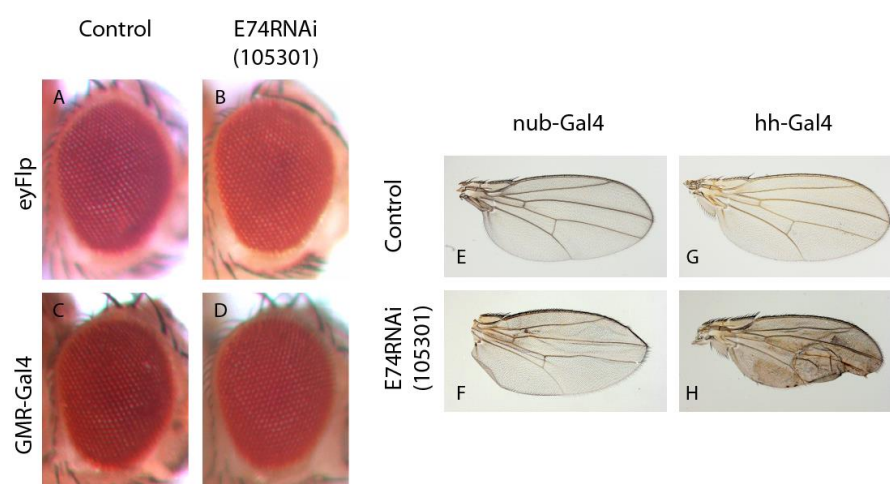 Control
E74RNAi
(105301)
eyFlp
A
B
GMR-Gal4
C
D
nub-Gal4
hh-Gal4
Control
E
G
E74RNAi
(105301)
F
H